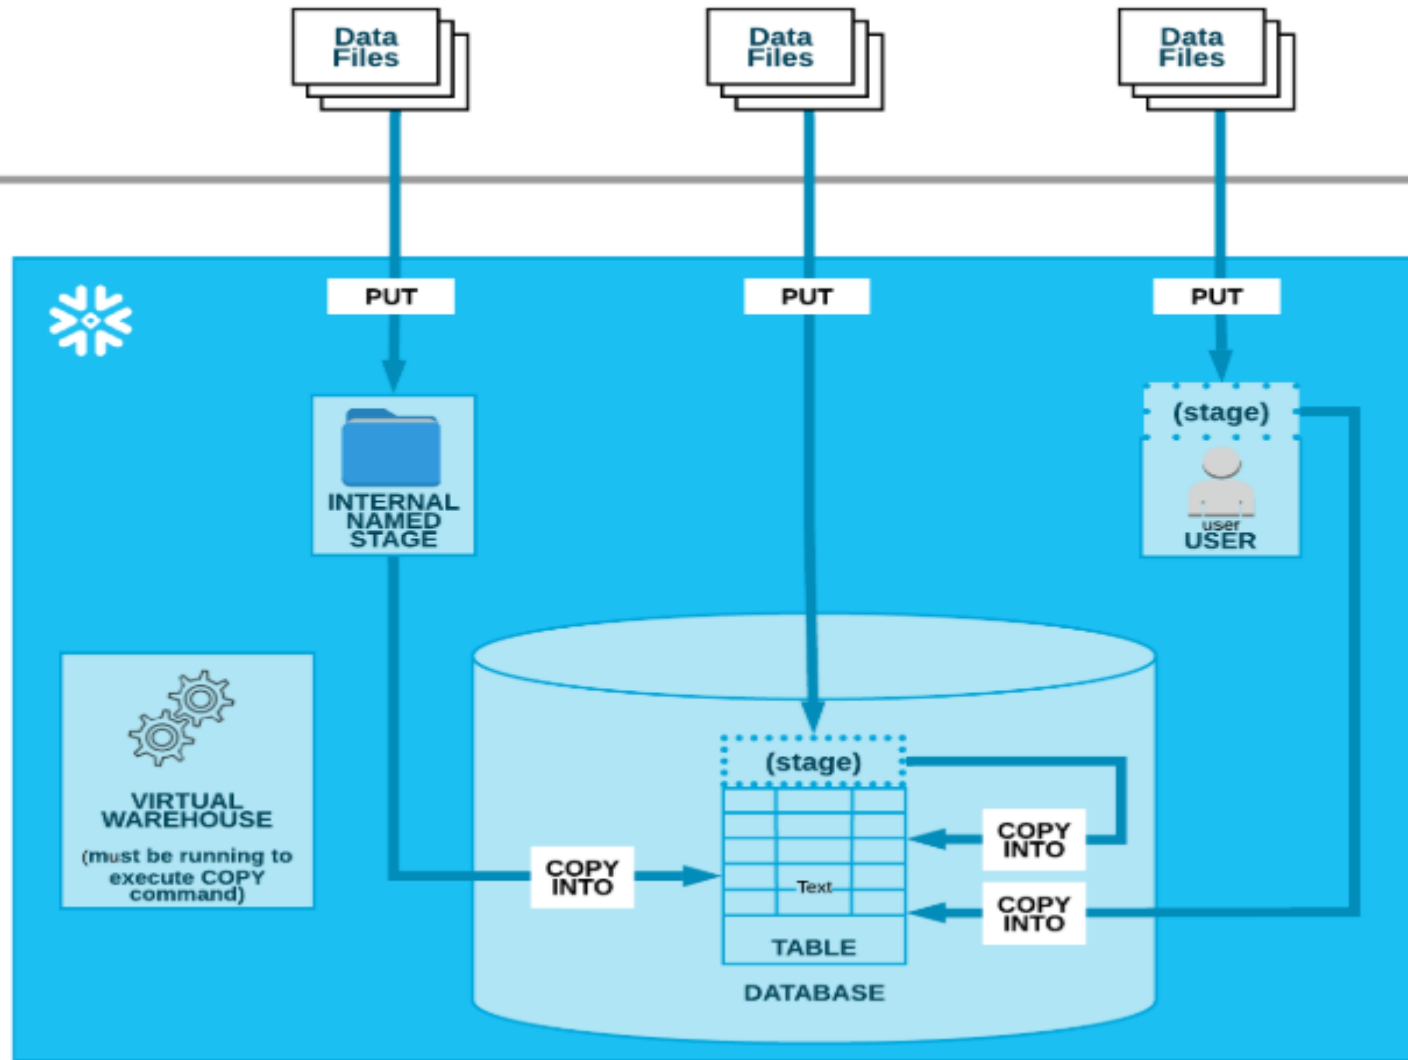 Data
Files
Data
Files
Data
Files
PUT
PUT
PUT
(stage)
user
USER
INTERNAL
NAMED
STAGE
VIRTUAL
WAREHOUSE
(must be running to
execute COPY
command)
(stage)
COPY
INTO
COPY
INTO
COPY
INTO
Text
TABLE
DATABASE